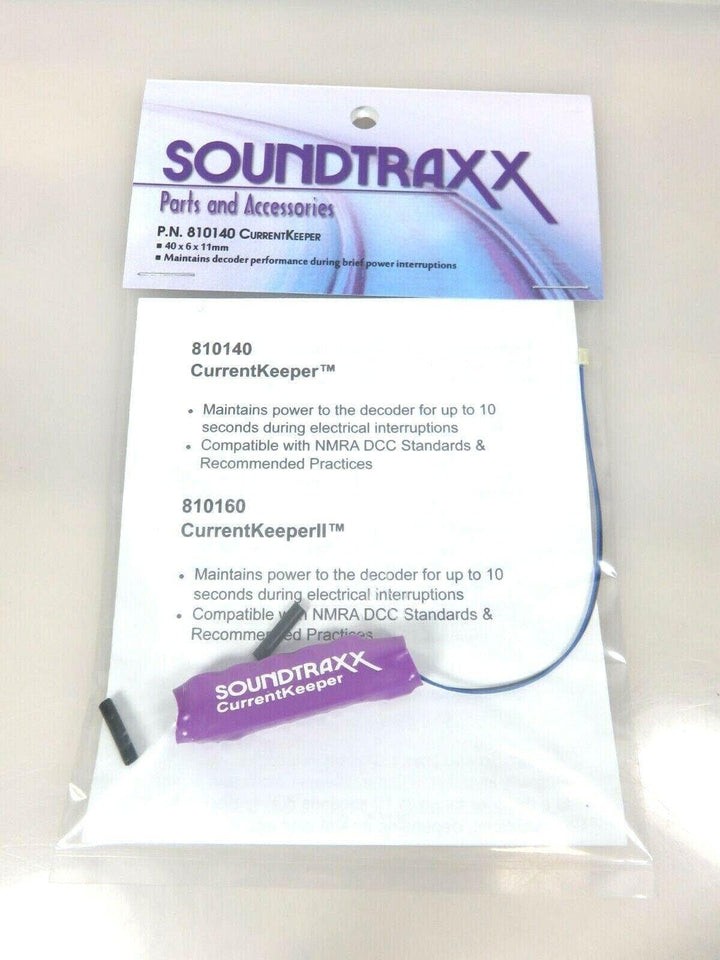 SOUNDTRAXX
Parts and Accessories
P.N. 810140 CURRENTKEEPER
▪ 40 x 6 x 11mm
▪ Maintains decoder performance during brief power interruptions
810140
CurrentKeeper™
• Maintains power to the decoder for up to 10
seconds during electrical interruptions
• Compatible with NMRA DCC Standards &
Recommended Practices
810160
CurrentKeeperII™
• Maintains power to the decoder for up to 10
seconds during electrical interruptions
• Compatible with NMRA DCC Standards &
Recommended Practices
SOUNDTRAXX
CurrentKeeper